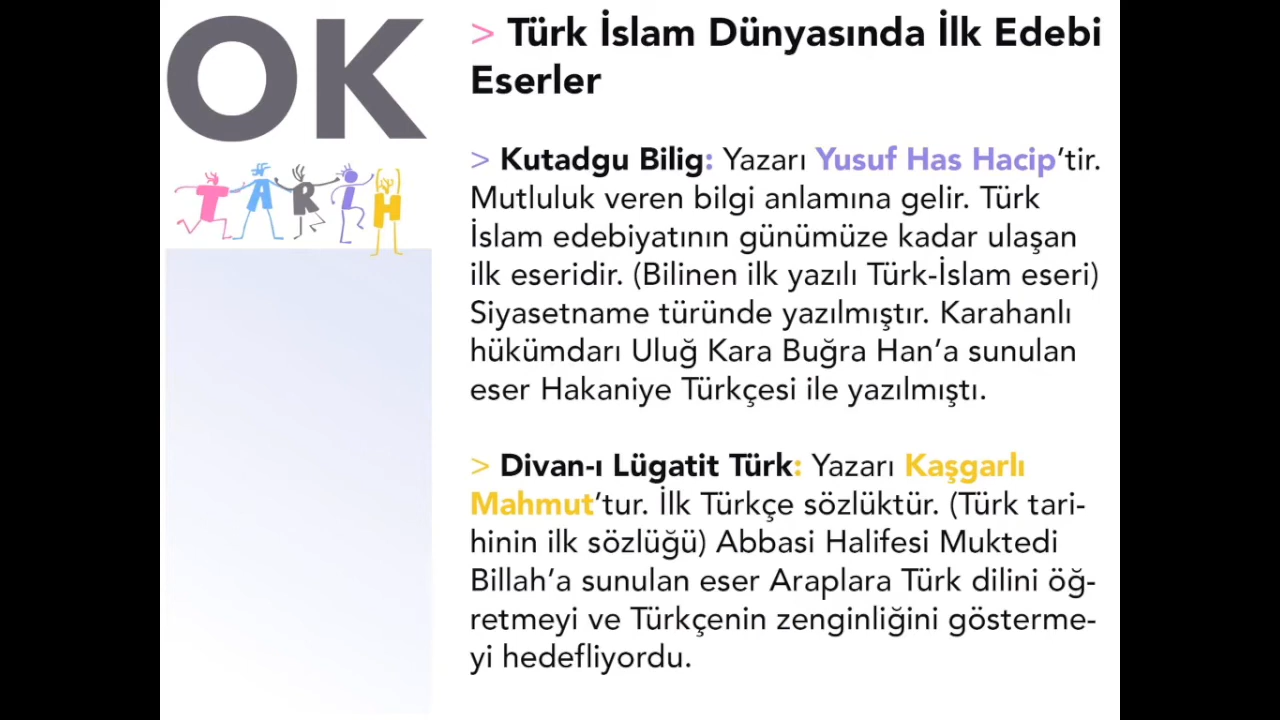 OK
TARİH
> Türk İslam Dünyasında İlk Edebi
Eserler
> Kutadgu Bilig: Yazarı Yusuf Has Hacip’tir.
Mutluluk veren bilgi anlamına gelir. Türk
İslam edebiyatının günümüze kadar ulaşan
ilk eseridir. (Bilinen ilk yazılı Türk-İslam eseri)
Siyasetname türünde yazılmıştır. Karahanlı
hükümdarı Uluğ Kara Buğra Han’a sunulan
eser Hakaniye Türkçesi ile yazılmıştı.
> Divan-ı Lügatit Türk: Yazarı Kaşgarlı
Mahmut’tur. İlk Türkçe sözlüktür. (Türk tari-
hinin ilk sözlüğü) Abbasi Halifesi Muktedi
Billah’a sunulan eser Araplara Türk dilini öğ-
retmeyi ve Türkçenin zenginliğini gösterme-
yi hedefliyordu.